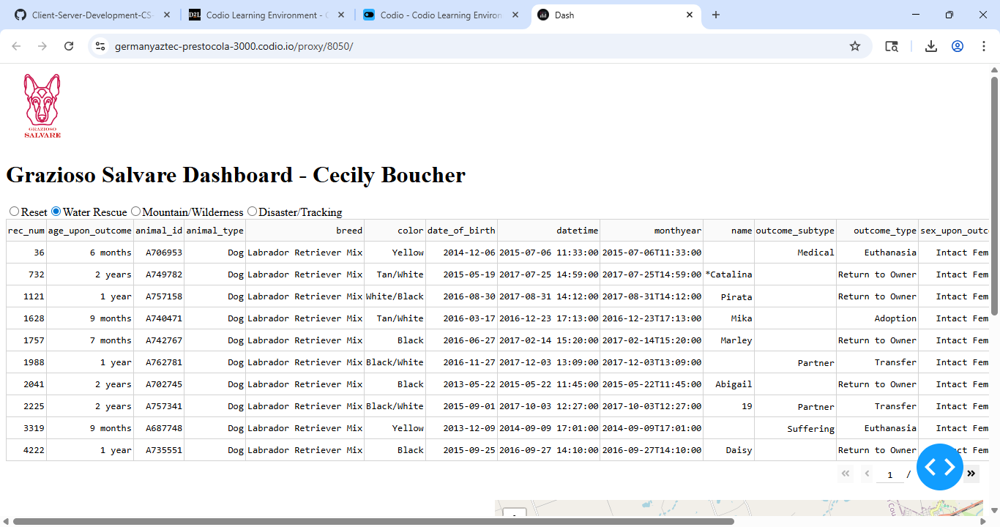 Client-Server-Development-CS-
Codio Learning Environment - C
Codio - Codio Learning Environ
Dash
germanyaztec-prestocola-3000.codio.io/proxy/8050/
GRAZIOSO
SALVARE
Grazioso Salvare Dashboard - Cecily Boucher
Reset Water Rescue Mountain/Wilderness Disaster/Tracking
rec_num age_upon_outcome animal_id animal_type breed color date_of_birth datetime monthyear name outcome_subtype outcome_type sex_upon_outco
36 6 months A706953 Dog Labrador Retriever Mix Yellow 2014-12-06 2015-07-06 11:33:00 2015-07-06T11:33:00 Medical Euthanasia Intact Fem
732 2 years A749782 Dog Labrador Retriever Mix Tan/White 2015-05-19 2017-07-25 14:59:00 2017-07-25T14:59:00 *Catalina Return to Owner Intact Fem
1121 1 year A757158 Dog Labrador Retriever Mix White/Black 2016-08-30 2017-08-31 14:12:00 2017-08-31T14:12:00 Pirata Return to Owner Intact Fem
1628 9 months A740471 Dog Labrador Retriever Mix Tan/White 2016-03-17 2016-12-23 17:13:00 2016-12-23T17:13:00 Mika Adoption Intact Fem
1757 7 months A742767 Dog Labrador Retriever Mix Black 2016-06-27 2017-02-14 15:20:00 2017-02-14T15:20:00 Marley Return to Owner Intact Fem
1988 1 year A762781 Dog Labrador Retriever Mix Black/White 2016-11-27 2017-12-03 13:09:00 2017-12-03T13:09:00 Partner Transfer Intact Fem
2041 2 years A702745 Dog Labrador Retriever Mix Black 2013-05-22 2015-05-22 11:45:00 2015-05-22T11:45:00 Abigail Return to Owner Intact Fem
2225 2 years A757341 Dog Labrador Retriever Mix Black/White 2015-09-01 2017-10-03 12:27:00 2017-10-03T12:27:00 19 Partner Transfer Intact Fem
3319 9 months A687748 Dog Labrador Retriever Mix Yellow 2013-12-09 2014-09-09 17:01:00 2014-09-09T17:01:00 Suffering Euthanasia Intact Fem
4222 1 year A735551 Dog Labrador Retriever Mix Black 2015-09-25 2016-09-27 14:10:00 2016-09-27T14:10:00 Daisy Return to Owner ct Fem
1 /